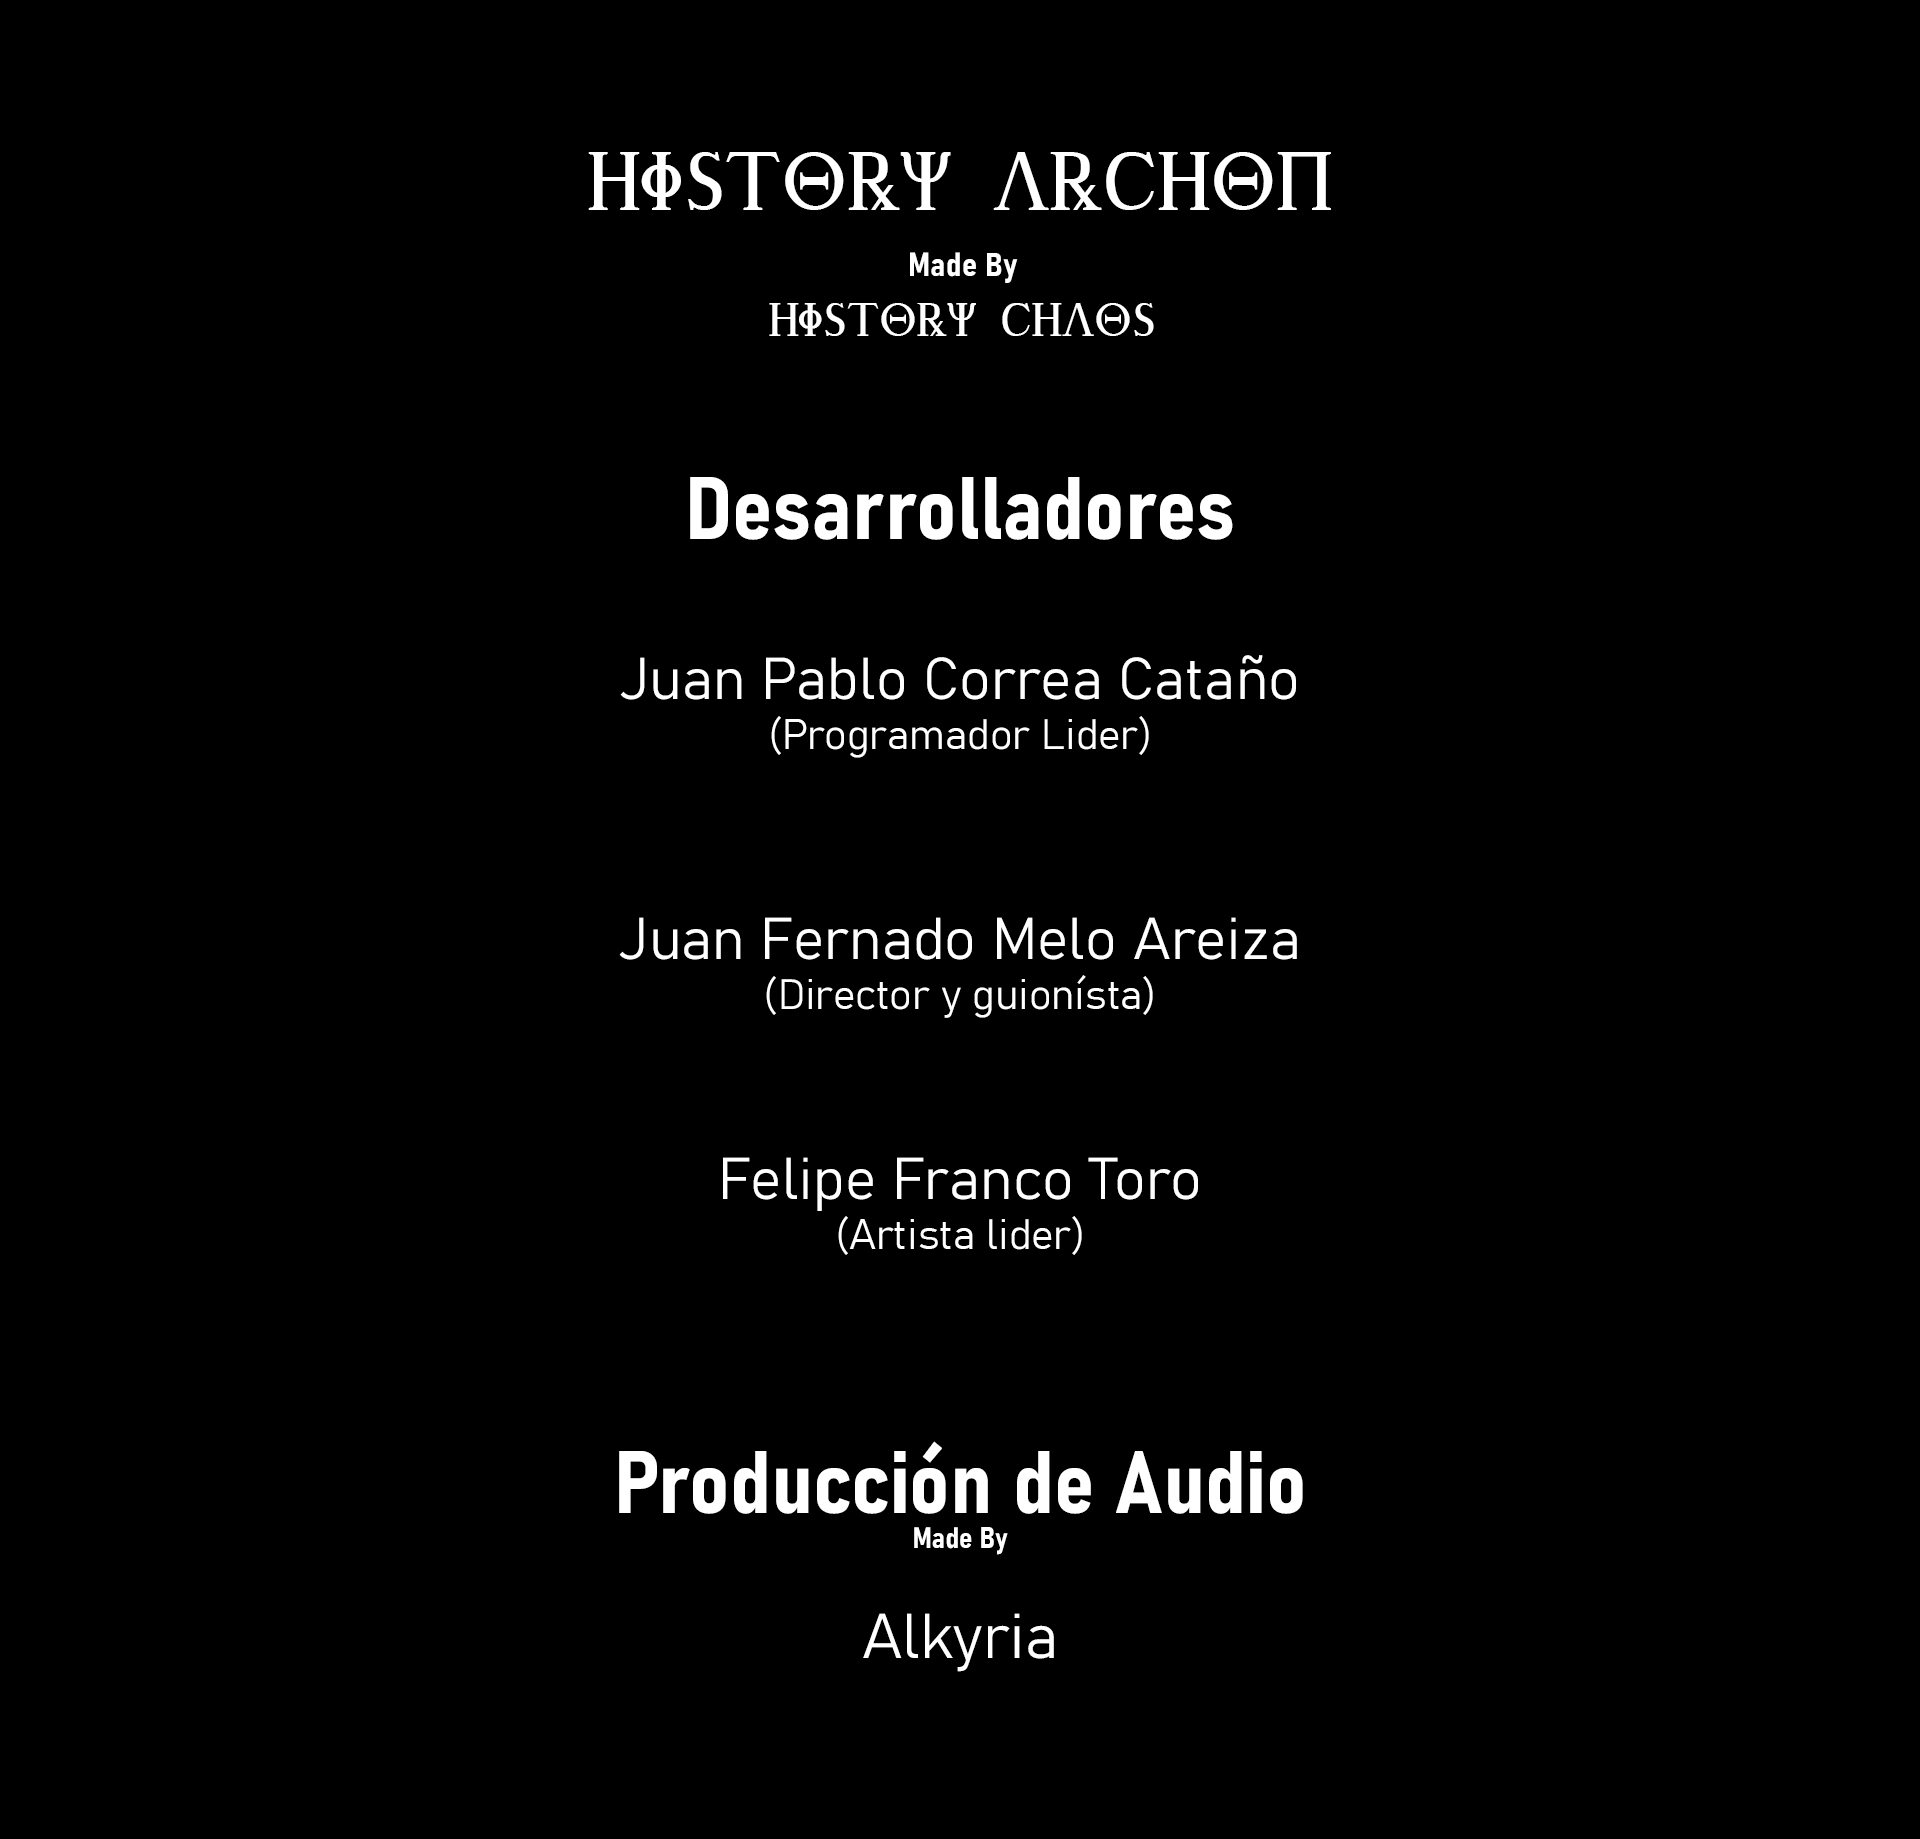 HISTORY ARCHON
Made By
HISTORY CHAOS
Desarrolladores
Juan Pablo Correa Cataño
(Programador Lider)
Juan Fernado Melo Areiza
(Director y guionísta)
Felipe Franco Toro
(Artista lider)
Producción de Audio
Made By
Alkyria